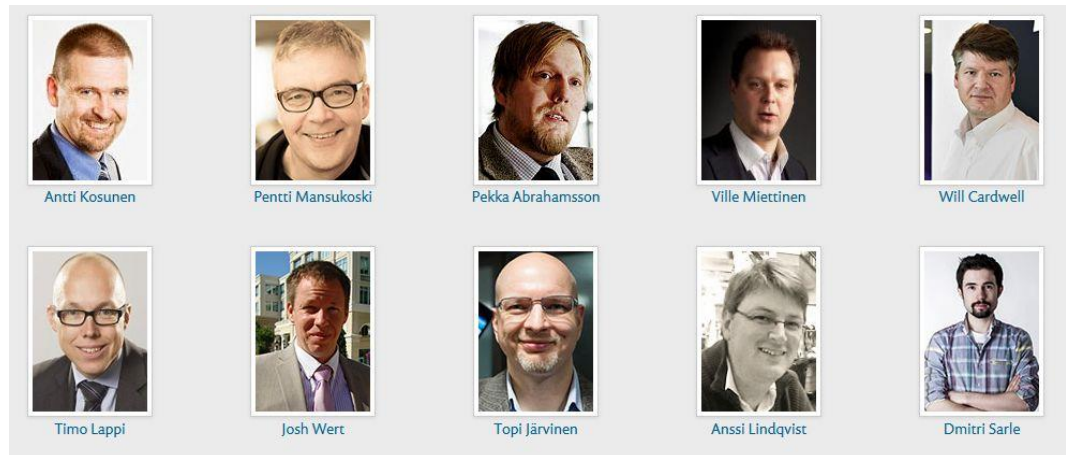 Antti Kosunen
Pentti Mansukoski
Pekka Abrahamsson
Ville Miettinen
Will Cardwell
Timo Lappi
Josh Wert
Topi Järvinen
Anssi Lindqvist
Dmitri Sarle